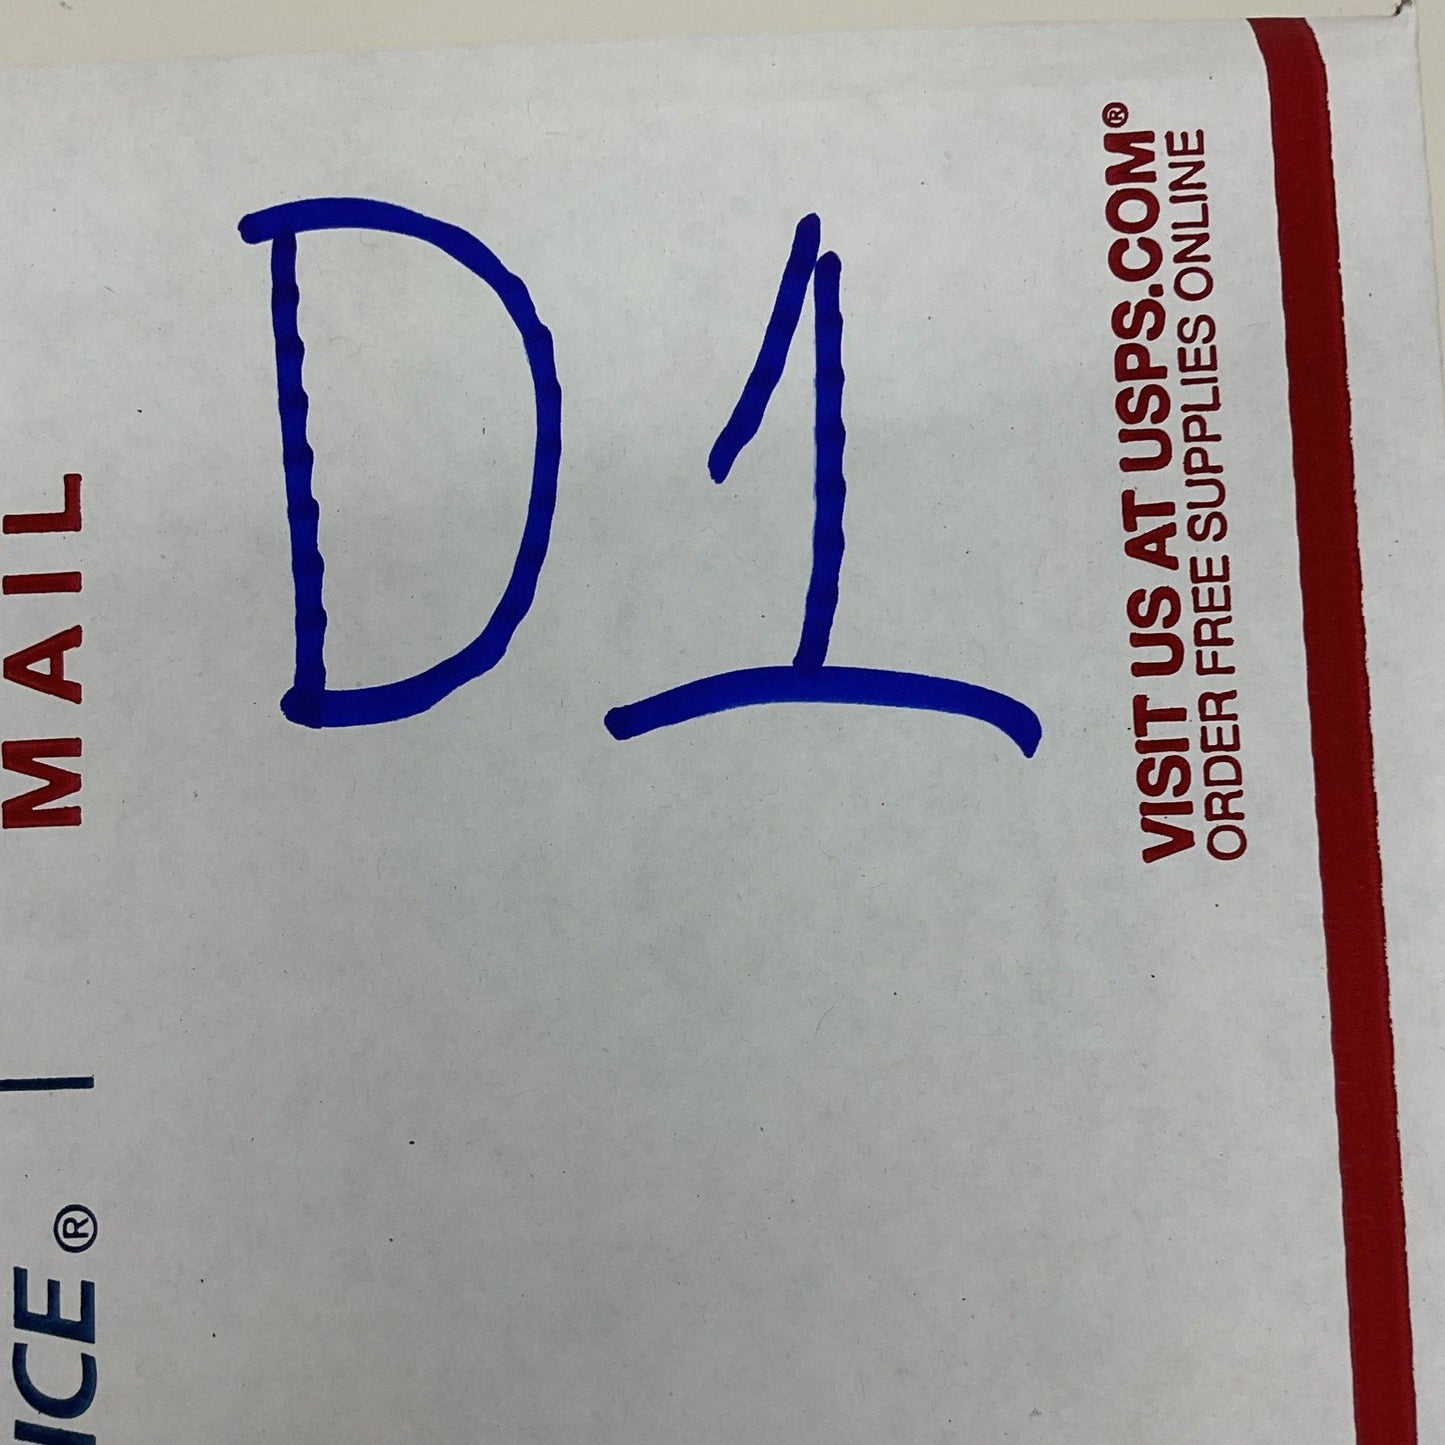 D1
VISIT US AT USPS.COM®
ORDER FREE SUPPLIES ONLINE
MAIL
ICE® |